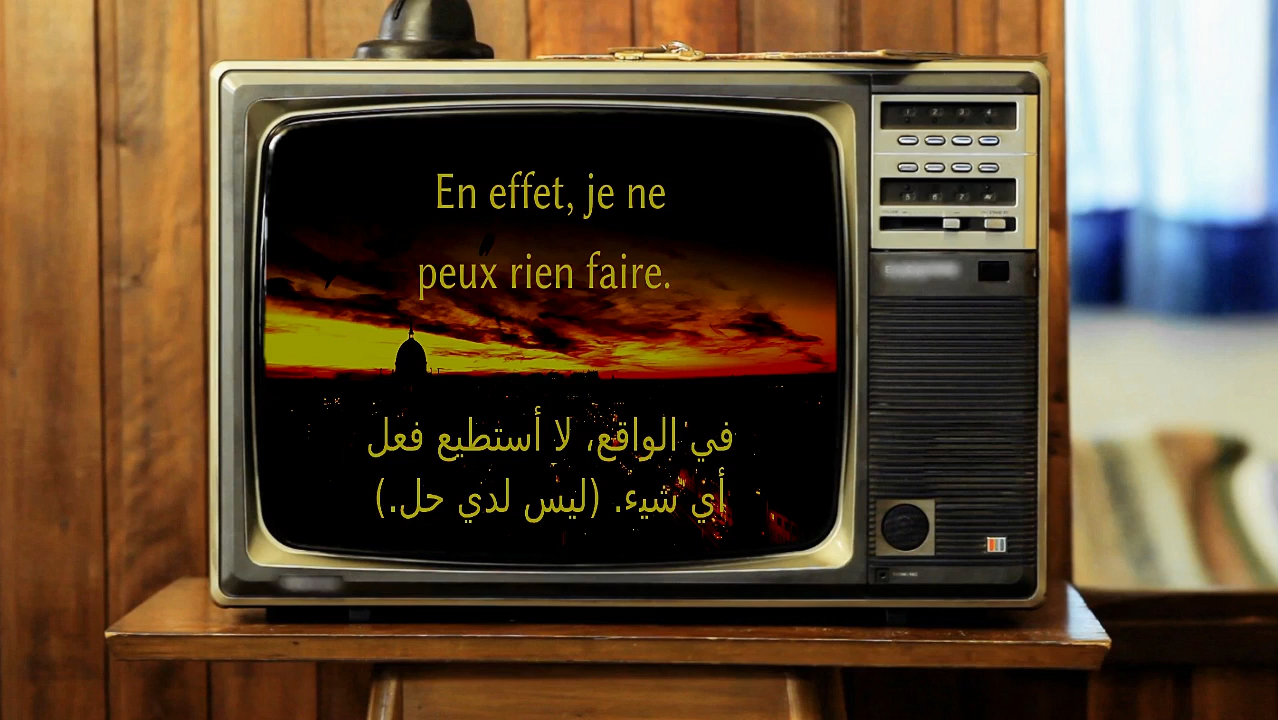 En effet, je ne
peux rien faire.
في الواقع، لا أستطيع فعل
أي شيء. (ليس لدي حل.)